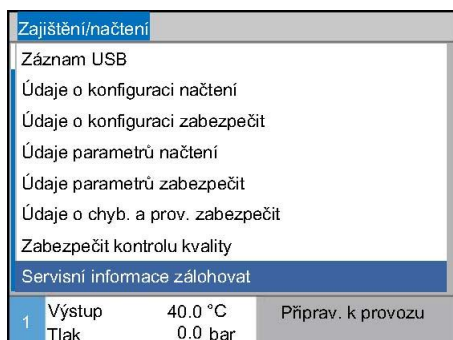 Zajištění/načtení
Záznam USB
Údaje o konfiguraci načtení
Údaje o konfiguraci zabezpečit
Údaje parametrů načtení
Údaje parametrů zabezpečit
Údaje o chyb. a prov. zabezpečit
Zabezpečit kontrolu kvality
Servisní informace zálohovat
1 Výstup 40.0 °C Připrav. k provozu
Tlak 0.0 bar